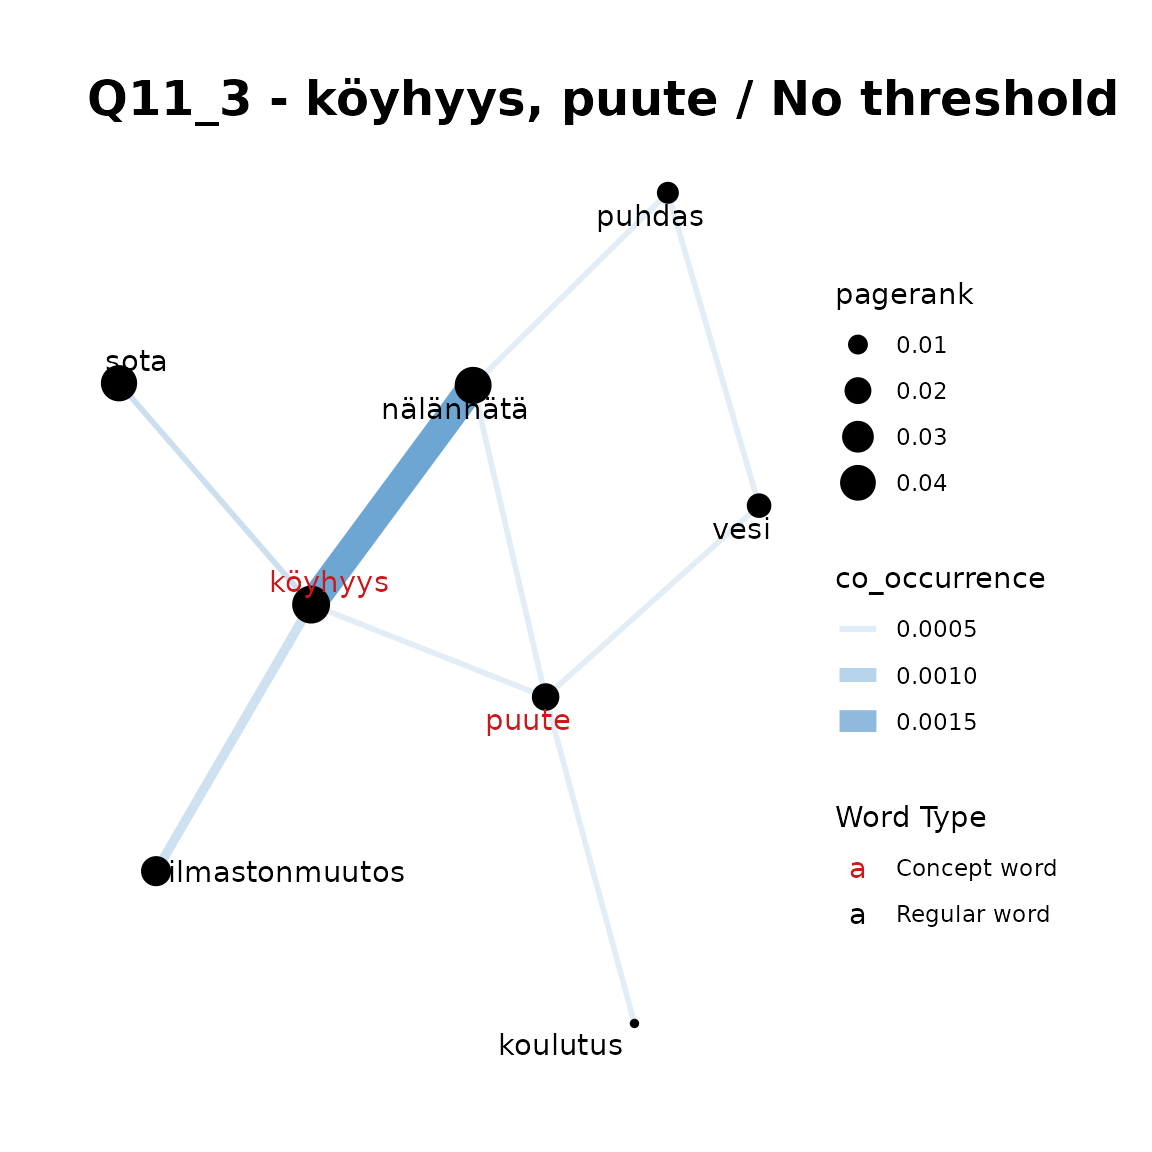 Q11_3 - köyhyys, puute / No threshold
puhdas
sota
nälänhätä
vesi
köyhyys
puute
ilmastonmuutos
koulutus
pagerank
0.01
0.02
0.03
0.04
co_occurrence
0.0005
0.0010
0.0015
Word Type
a Concept word
a Regular word